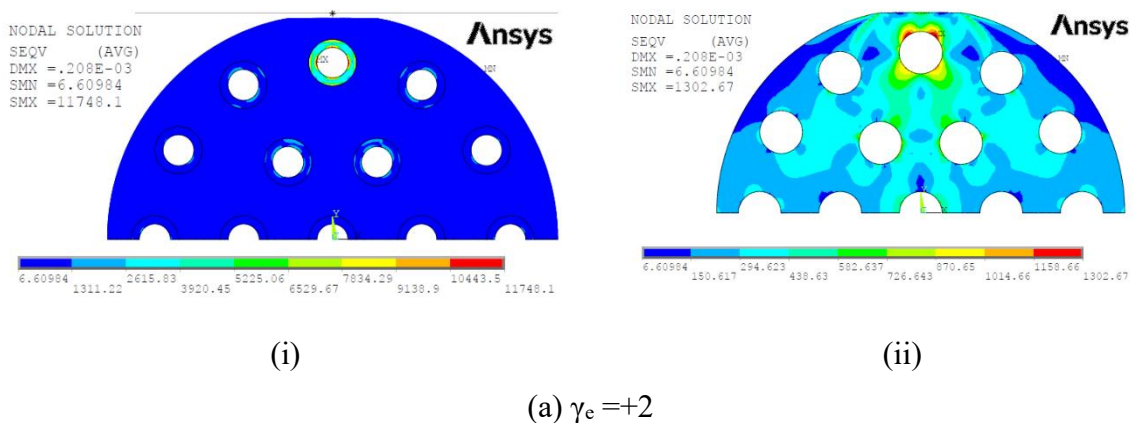 NODAL SOLUTION
SEQV (AVG)
DMX =.208E-03
SMN =6.60984
SMX =11748.1
Ansys
MX
Y
6.60984 2615.83 5225.06 7834.29 10443.5
1311.22 3920.45 6529.67 9138.9 11748.1
(i)
NODAL SOLUTION
SEQV (AVG)
DMX =.208E-03
SMN =6.60984
SMX =1302.67
Ansys
6.60984 294.623 582.637 870.65 1158.66
150.617 438.63 726.643 1014.66 1302.67
(ii)
(a) γe =+2